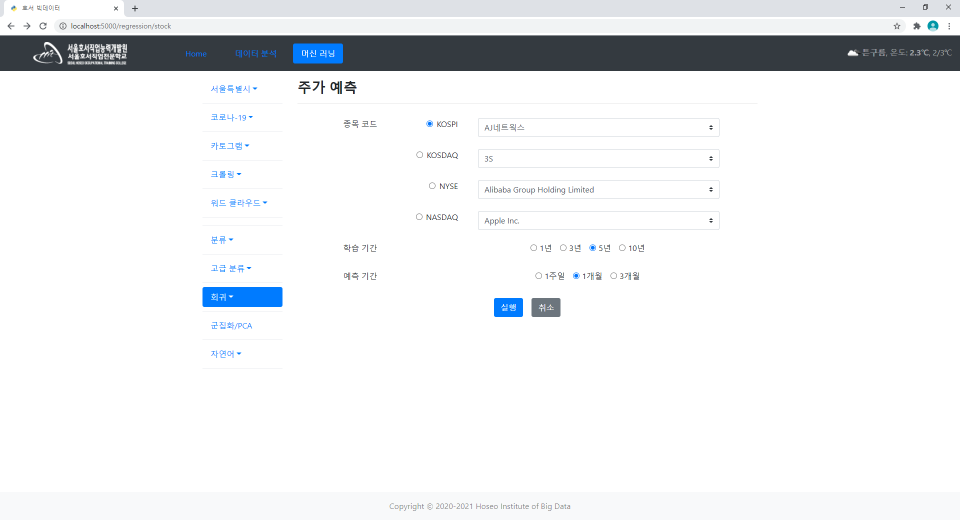 호서 빅데이터
localhost:5000/regression/stock
서울호서직업능력개발원
서울호서직업전문학교
Home
데이터 분석
머신 러닝
튼구름, 온도: 2.3℃, 2/3℃
서울특별시
코로나-19
카토그램
크롤링
워드 클라우드
분류
고급 분류
회귀
군집화/PCA
자연어
주가 예측
종목 코드
KOSPI
AJ네트웍스
KOSDAQ
3S
NYSE
Alibaba Group Holding Limited
NASDAQ
Apple Inc.
학습 기간
1년 3년 5년 10년
예측 기간
1주일 1개월 3개월
실행 취소
Copyright © 2020-2021 Hoseo Institute of Big Data